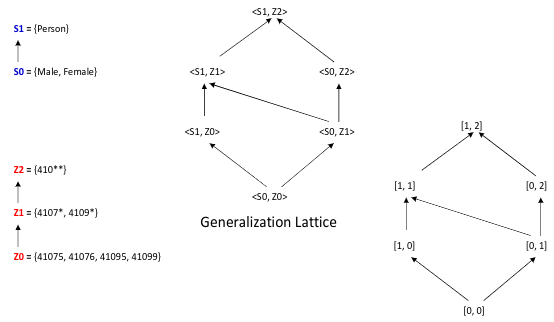 <S1, Z2>
S1 = {Person}
S0 = {Male, Female}
<S1, Z1>
<S0, Z2>
<S1, Z0>
<S0, Z1>
<S0, Z0>
Generalization Lattice
Z2 = {410**}
Z1 = {4107*, 4109*}
Z0 = {41075, 41076, 41095, 41099}
[1, 2]
[1, 1]
[0, 2]
[1, 0]
[0, 1]
[0, 0]